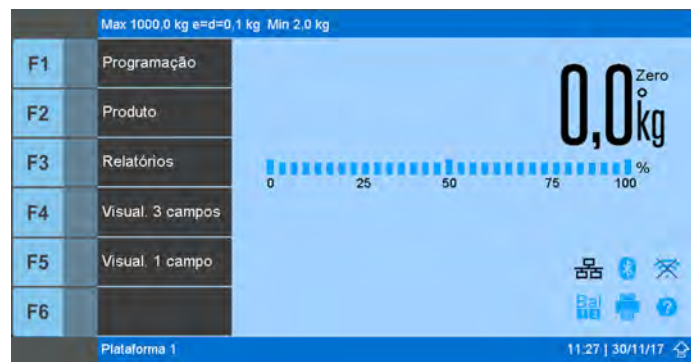 Max 1000,0 kg e=d=0,1 kg Min 2,0 kg
F1 Programação
F2 Produto
F3 Relatórios
F4 Visual. 3 campos
F5 Visual. 1 campo
F6
Zero
0,0 kg
%
0 25 50 75 100
Bal
Plataforma 1
11:27 | 30/11/17